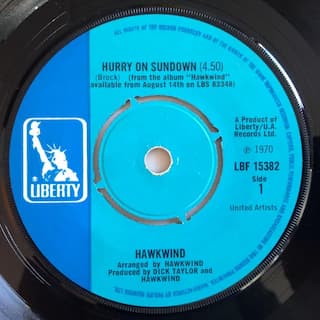 HURRY ON SUNDOWN (4.50)
(Brock) (from the album "Hawkwind"
available from August 14th on LBS 83348)
A Product of
Liberty/U.A.
Records Ltd.
℗ 1970
LBF 15382
Side
1
United Artists
LIBERTY
HAWKWIND
Arranged by HAWKWIND
Produced by DICK TAYLOR and
HAWKWIND